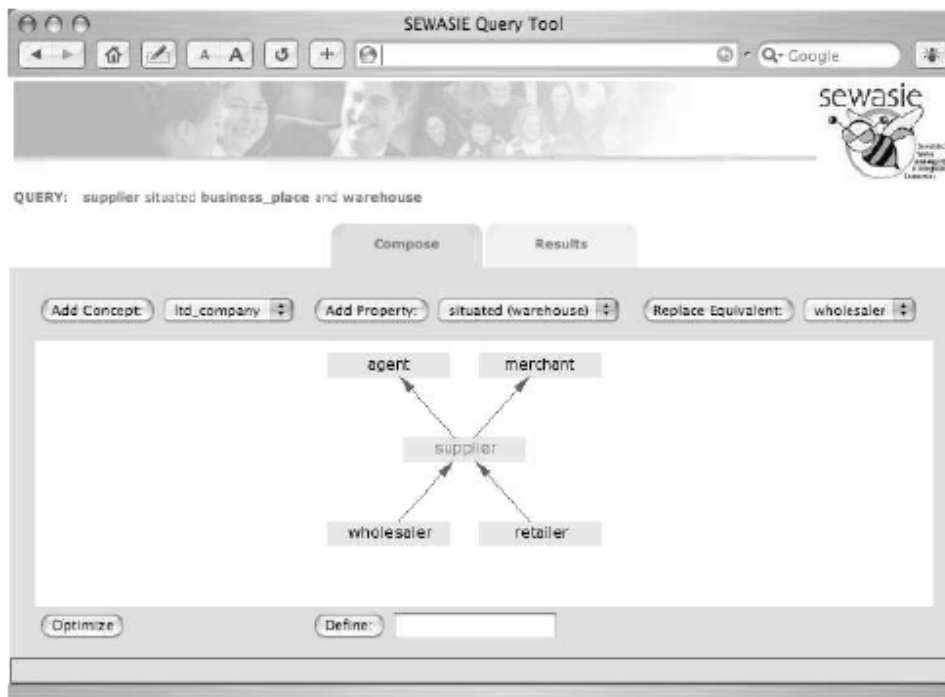 SEWASIE Query Tool
A A Google
sewasie
QUERY: supplier situated business_place and warehouse
Compose Results
Add Concept: ltd_company Add Property: situated (warehouse) Replace Equivalent: wholesaler
agent merchant
supplier
wholesaler retailer
Optimize Define: